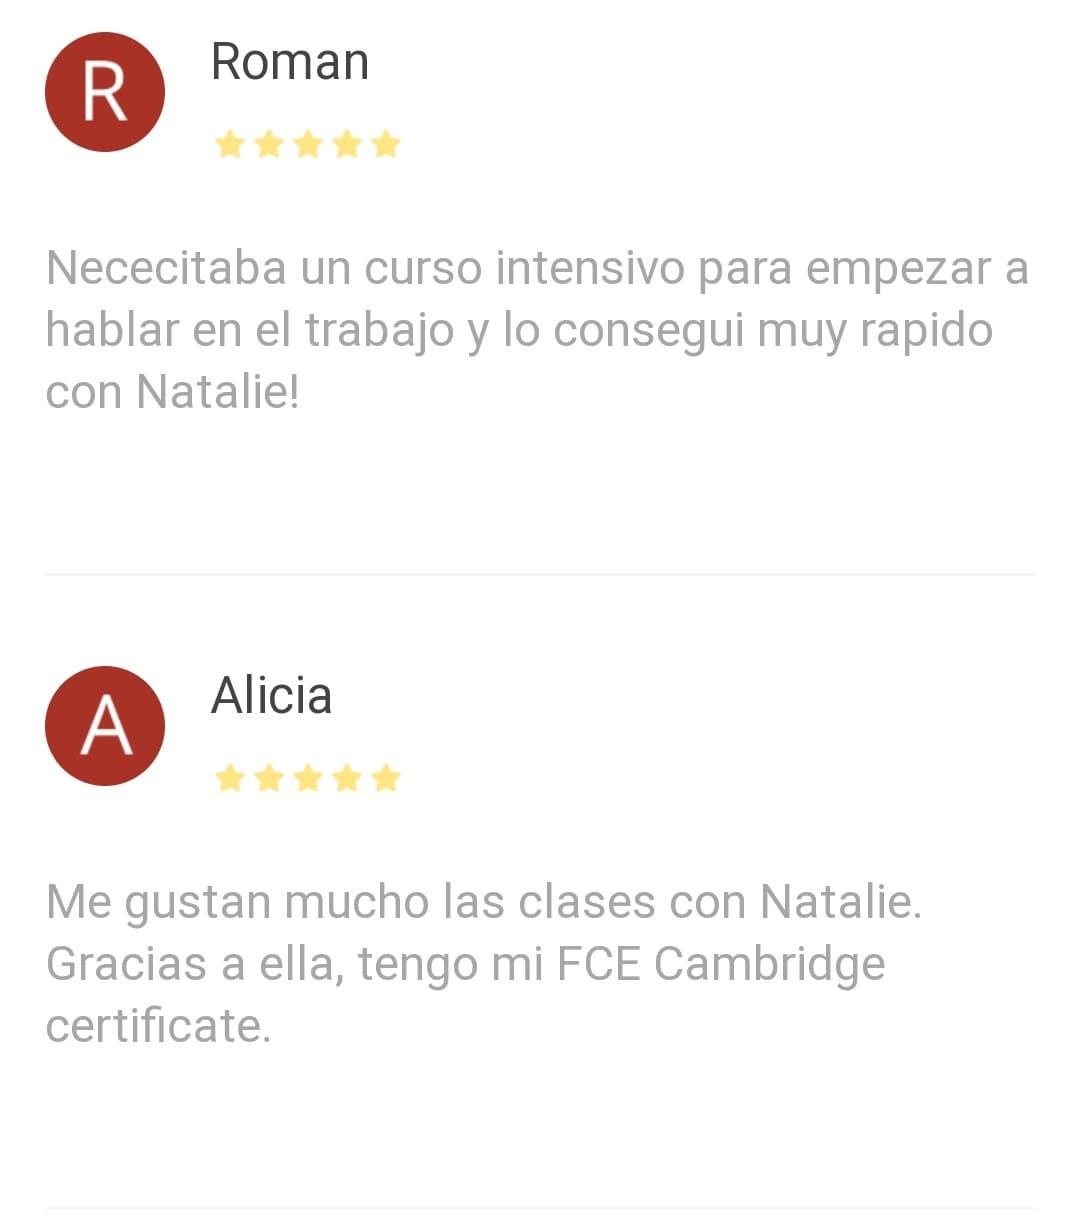 R
Roman
Nececitaba un curso intensivo para empezar a
hablar en el trabajo y lo consegui muy rapido
con Natalie!
A
Alicia
Me gustan mucho las clases con Natalie.
Gracias a ella, tengo mi FCE Cambridge
certificate.